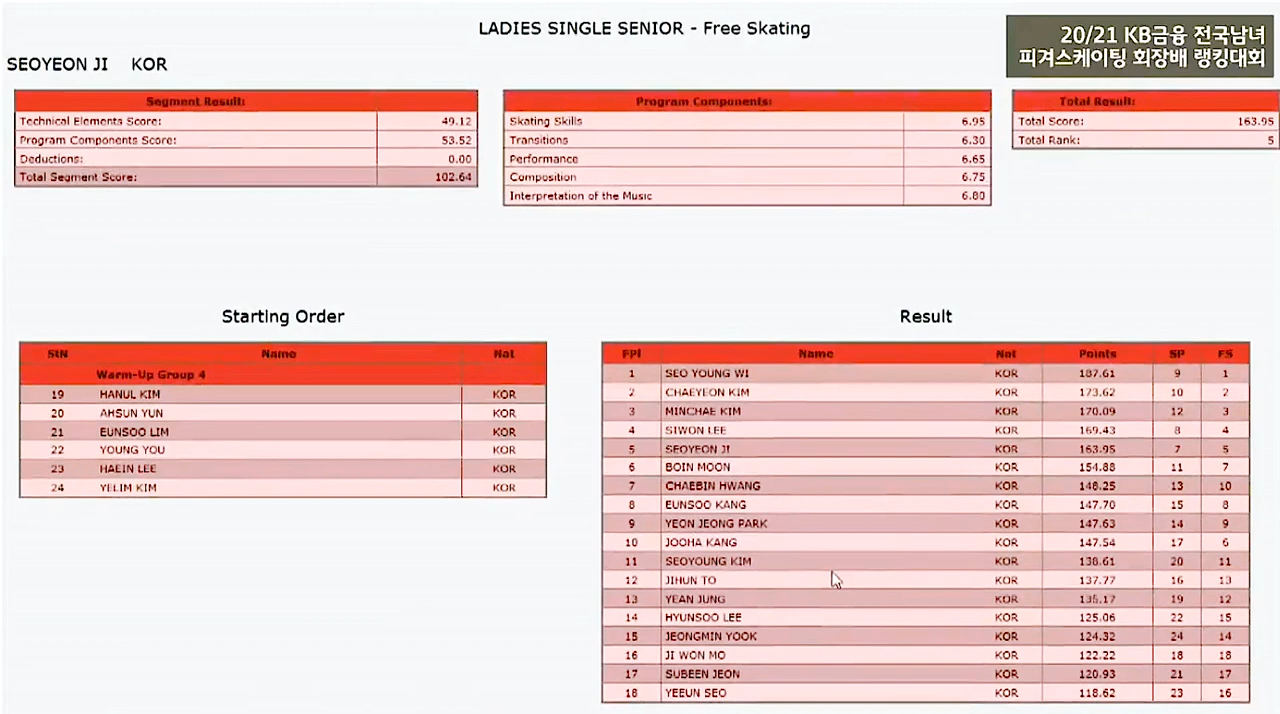 LADIES SINGLE SENIOR - Free Skating
20/21 KB금융 전국남녀
피겨스케이팅 회장배 랭킹대회
SEOYEON JI KOR
Segment Result:
Technical Elements Score: 49.12
Program Components Score: 53.52
Deductions: 0.00
Total Segment Score: 102.64
Program Components:
Skating Skills 6.95
Transitions 6.30
Performance 6.65
Composition 6.75
Interpretation of the Music 6.80
Total Result:
Total Score: 163.95
Total Rank: 5
Starting Order
StN Name Nat
Warm-Up Group 4
19 HANUL KIM KOR
20 AHSUN YUN KOR
21 EUNSOO LIM KOR
22 YOUNG YOU KOR
23 HAEIN LEE KOR
24 YELIM KIM KOR
Result
FPl Name Nat Points SP FS
1 SEO YOUNG WI KOR 187.61 9 1
2 CHAEYEON KIM KOR 173.62 10 2
3 MINCHAE KIM KOR 170.09 12 3
4 SIWON LEE KOR 169.43 8 4
5 SEOYEON JI KOR 163.95 7 5
6 BOIN MOON KOR 154.88 11 7
7 CHAEBIN HWANG KOR 148.25 13 10
8 EUNSOO KANG KOR 147.70 15 8
9 YEON JEONG PARK KOR 147.63 14 9
10 JOOHA KANG KOR 147.54 17 6
11 SEOYOUNG KIM KOR 138.61 20 11
12 JIHUN TO KOR 137.77 16 13
13 YEAN JUNG KOR 135.17 19 12
14 HYUNSOO LEE KOR 125.06 22 15
15 JEONGMIN YOOK KOR 124.32 24 14
16 JI WON MO KOR 122.22 18 18
17 SUBEEN JEON KOR 120.93 21 17
18 YEEUN SEO KOR 118.62 23 16